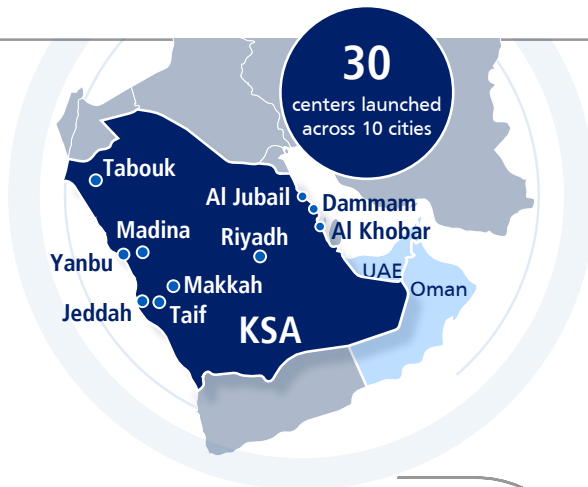 30
centers launched
across 10 cities
Tabouk
Al Jubail
Dammam
Madina
Riyadh
Al Khobar
Yanbu
UAE
Makkah
Oman
Jeddah
Taif
KSA